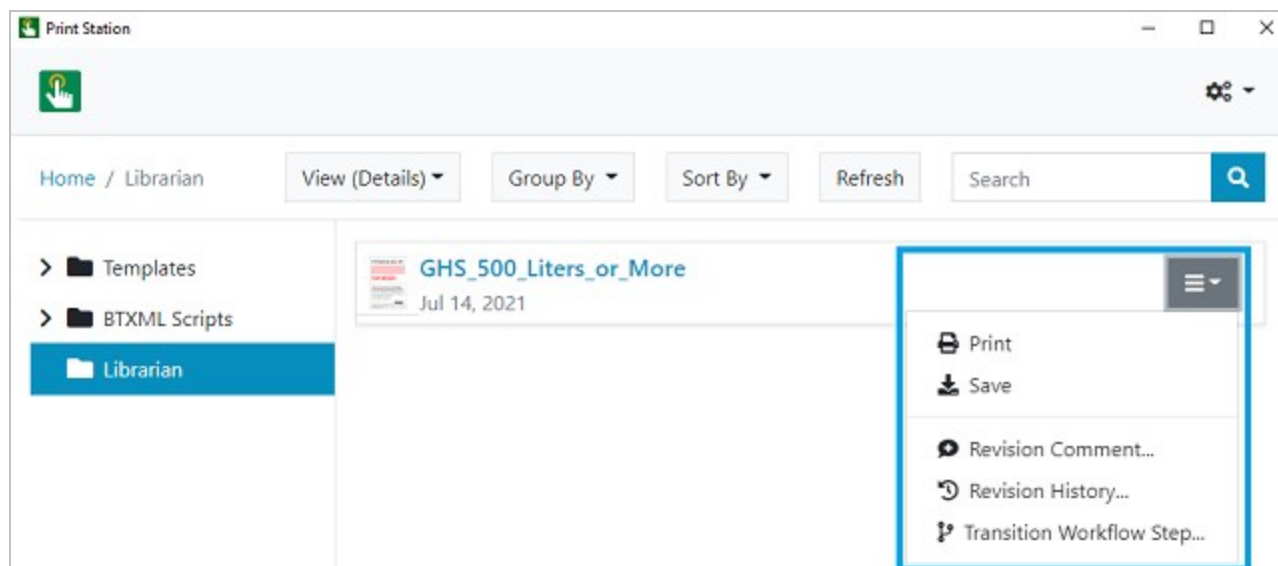 Print Station
Home / Librarian View (Details) Group By Sort By Refresh Search
Templates
BTXML Scripts
Librarian
GHS_500_Liters_or_More
Jul 14, 2021
Print
Save
Revision Comment...
Revision History...
Transition Workflow Step...